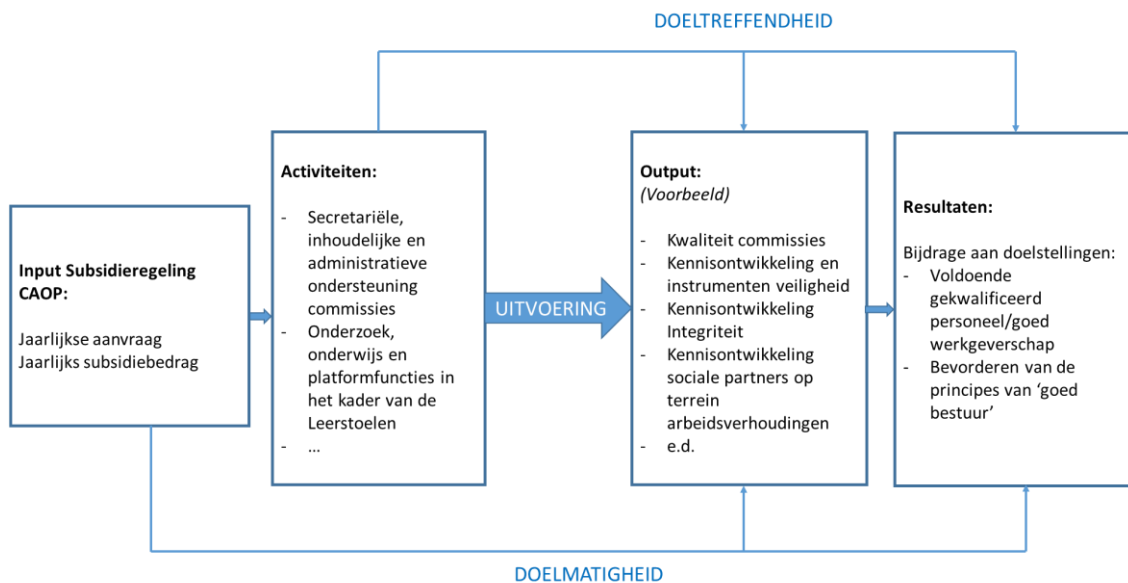 DOELTREFFENDHEID
Input Subsidieregeling
CAOP:
Jaarlijkse aanvraag
Jaarlijks subsidiebedrag
Activiteiten:
- Secretariële,
inhoudelijke en
administratieve
ondersteuning
commissies
- Onderzoek,
onderwijs en
platformfuncties in
het kader van de
Leerstoelen
- ...
UITVOERING
Output:
(Voorbeeld)
- Kwaliteit commissies
- Kennisontwikkeling en
instrumenten veiligheid
- Kennisontwikkeling
Integriteit
- Kennisontwikkeling
sociale partners op
terrein
arbeidsverhoudingen
- e.d.
Resultaten:
Bijdrage aan doelstellingen:
- Voldoende
gekwalificeerd
personeel/goed
werkgeverschap
- Bevorderen van de
principes van ‘goed
bestuur’
DOELMATIGHEID